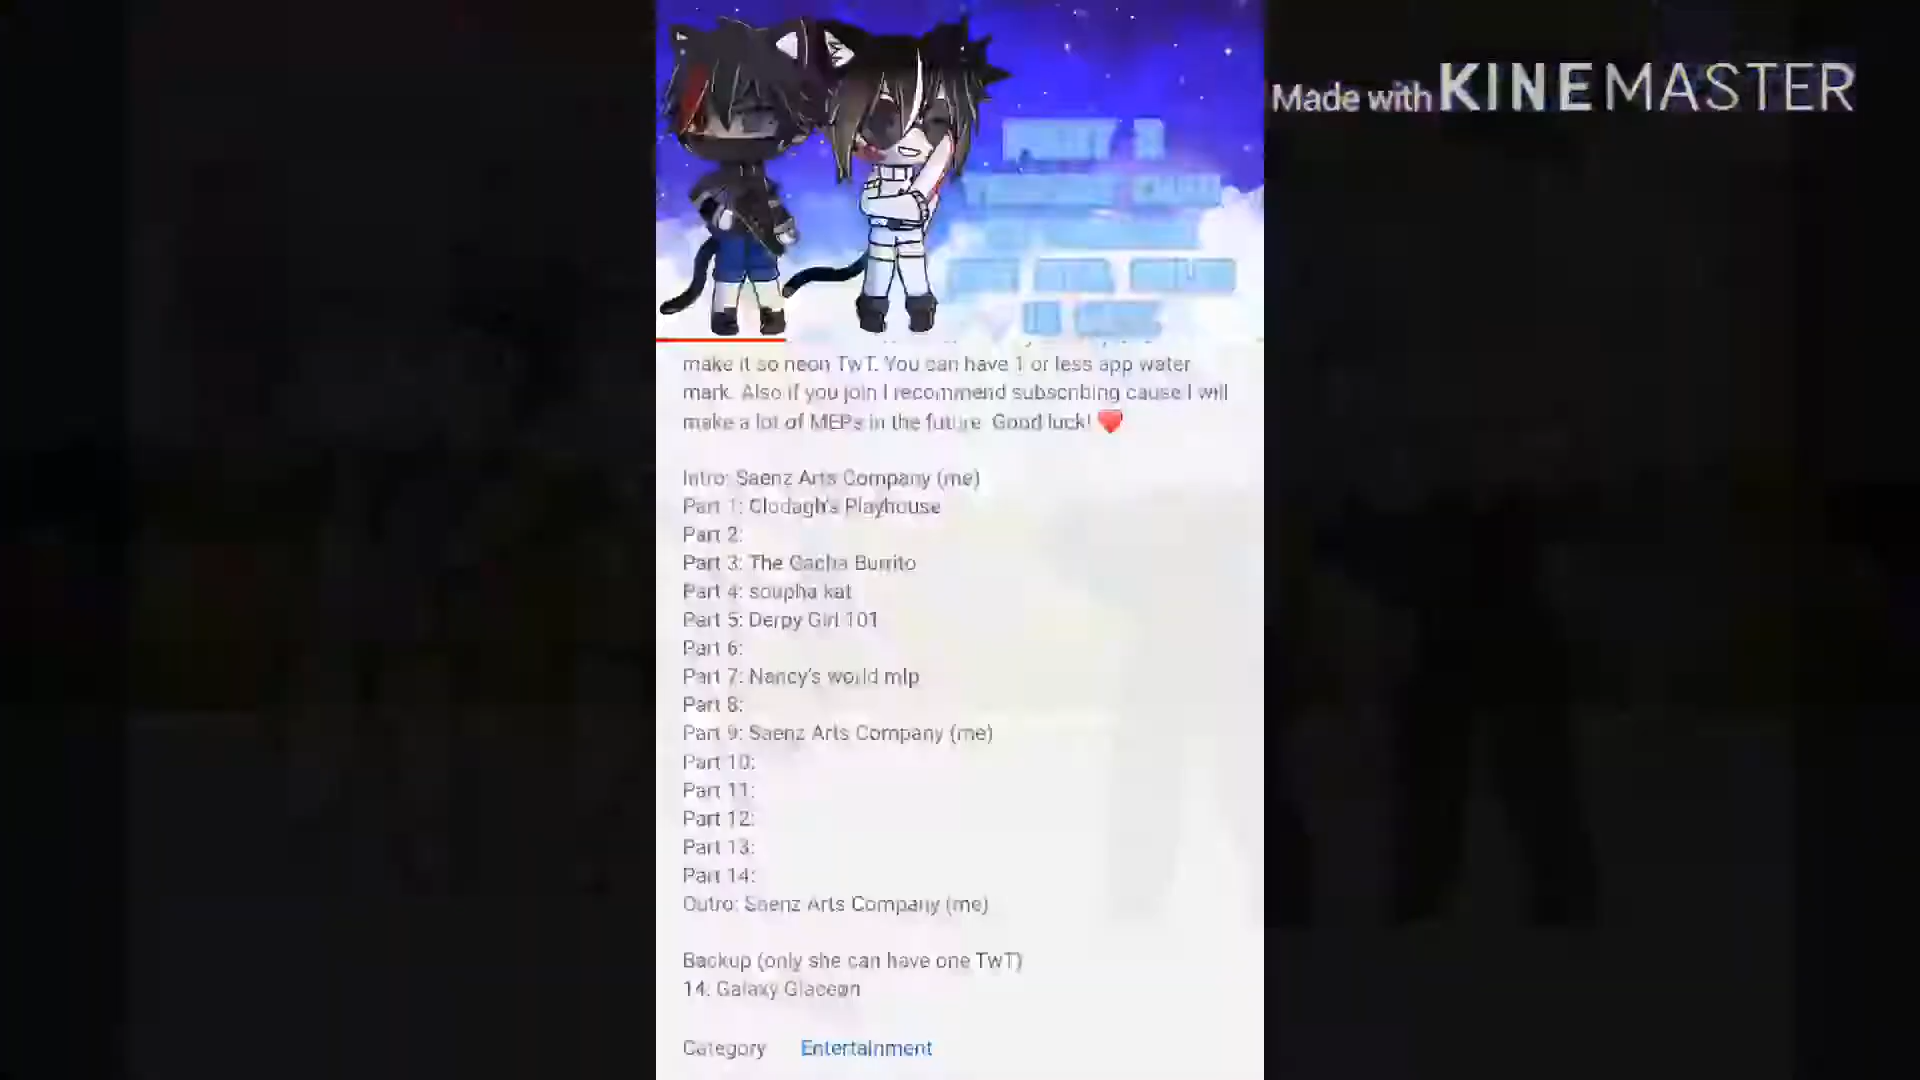 Made with KINEMASTER
make it so neon TwT. You can have 1 or less app water
mark. Also if you join I recommend subscribing cause I will
make a lot of MEPs in the future. Good luck! ❤️
Intro: Saenz Arts Company (me)
Part 1: Clodagh's Playhouse
Part 2:
Part 3: The Gacha Burrito
Part 4: soupha kat
Part 5: Derpy Girl 101
Part 6:
Part 7: Nancy's world mlp
Part 8:
Part 9: Saenz Arts Company (me)
Part 10:
Part 11:
Part 12:
Part 13:
Part 14:
Outro: Saenz Arts Company (me)
Backup (only she can have one TwT)
14. Galaxy Glaceon
Category Entertainment